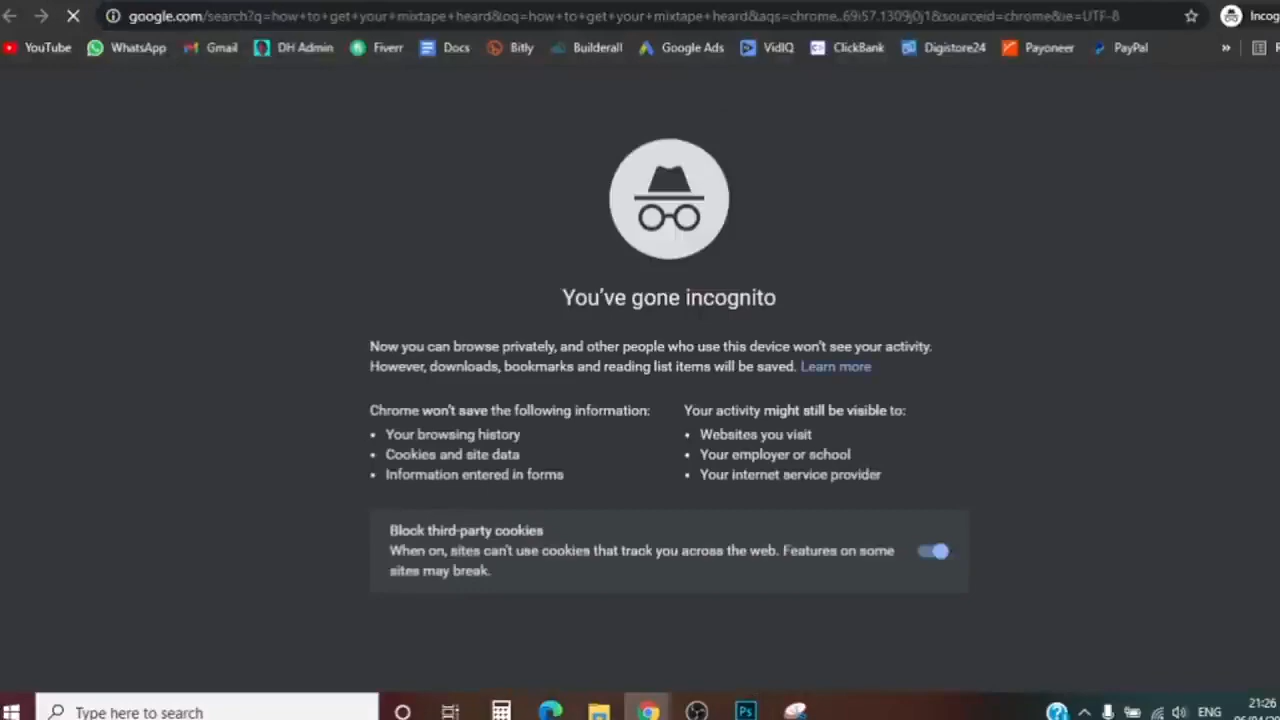 google.com/search?q=how+to+get+your+mixtape+heard&oq=how+to+get+your+mixtape+heard&aqs=chrome..69i57.1309j0j1&sourceid=chrome&ie=UTF-8
Incog
YouTube WhatsApp Gmail DH Admin Fiverr Docs Bitly Builderall Google Ads VidIQ ClickBank Digistore24 Payoneer PayPal »
You've gone incognito
Now you can browse privately, and other people who use this device won't see your activity.
However, downloads, bookmarks and reading list items will be saved. Learn more
Chrome won't save the following information:
• Your browsing history
• Cookies and site data
• Information entered in forms
Your activity might still be visible to:
• Websites you visit
• Your employer or school
• Your internet service provider
Block third-party cookies
When on, sites can't use cookies that track you across the web. Features on some
sites may break.
Type here to search
Ps
ENG
21:26